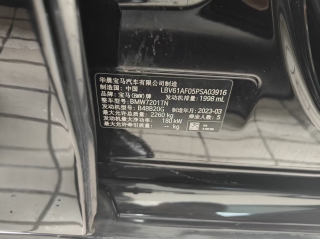 华晨宝马汽车有限公司制造
制造国：中国 LBV61AF05PSA03916
品牌：宝马(BMW)牌 发动机排量：1998 mL
整车型号：BMW7201TN 制造年月：2023-03
发动机型号：B48B20G 乘坐人数：5
最大允许总质量：2260 kg
发动机最大净功率：180 kW
-- kg